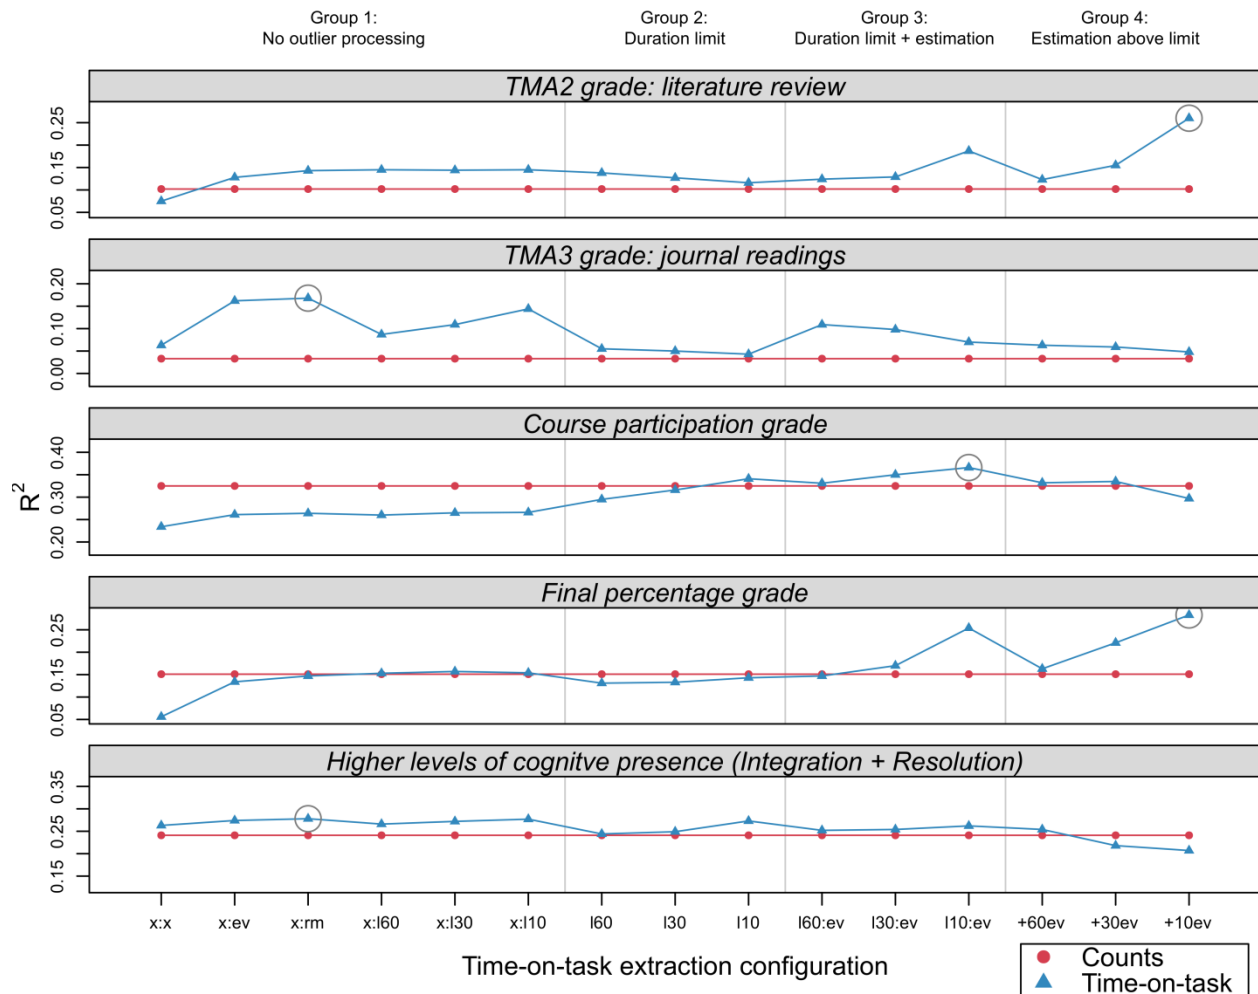 Group 1:
No outlier processing
Group 2:
Duration limit
Group 3:
Duration limit + estimation
Group 4:
Estimation above limit
TMA2 grade: literature review
0.25
0.15
0.05
TMA3 grade: journal readings
0.20
0.10
0.00
Course participation grade
0.40
0.30
0.20
R²
Final percentage grade
0.25
0.15
0.05
Higher levels of cognitve presence (Integration + Resolution)
0.35
0.25
0.15
x:x x:ev x:rm x:l60 x:l30 x:l10 l60 l30 l10 l60:ev l30:ev l10:ev +60ev +30ev +10ev
Time-on-task extraction configuration
Counts
Time-on-task